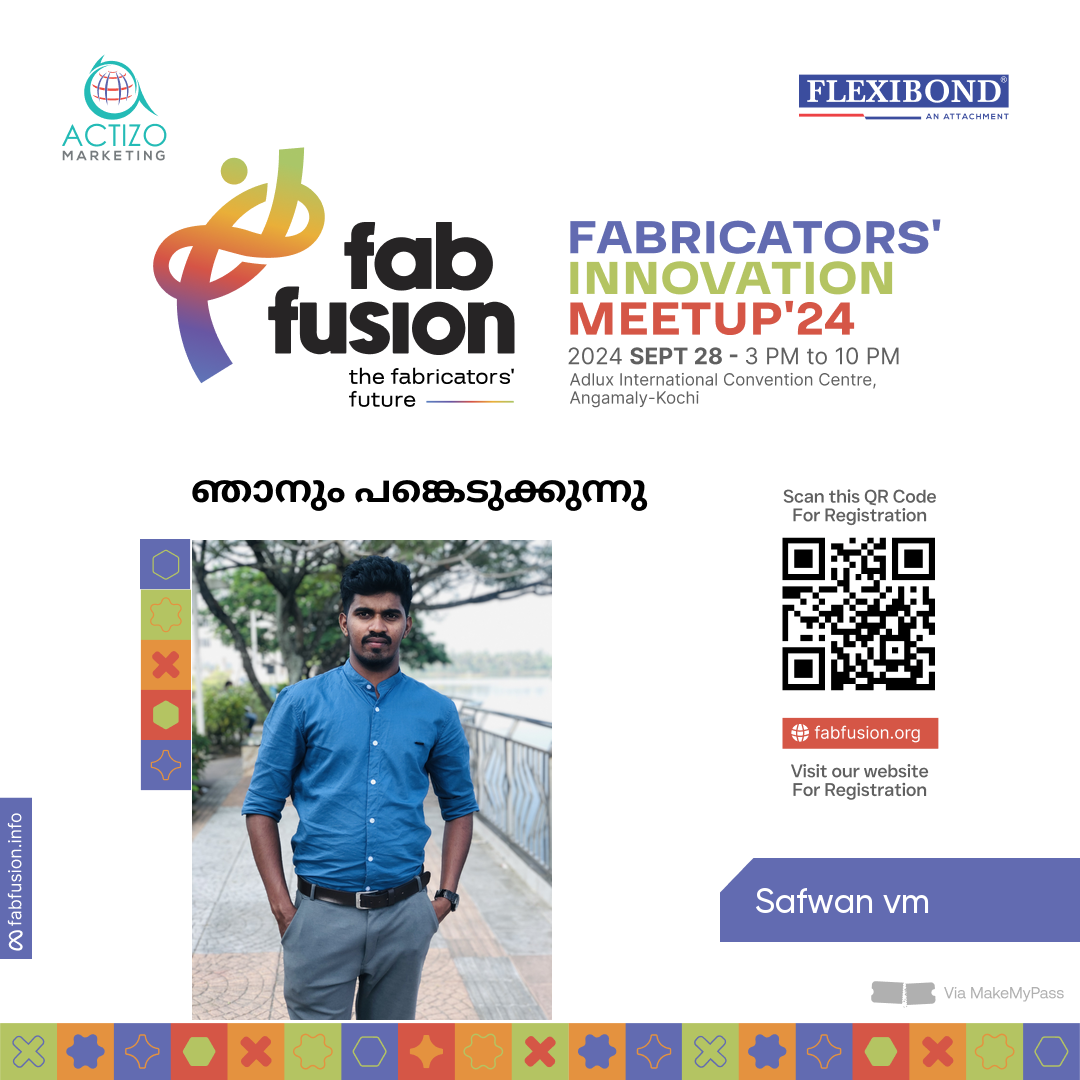 ACTIZO
MARKETING
FLEXIBOND®
AN ATTACHMENT
fab
fusion
the fabricators'
future
FABRICATORS'
INNOVATION
MEETUP'24
2024 SEPT 28 - 3 PM to 10 PM
Adlux International Convention Centre,
Angamaly-Kochi
ഞാനും പങ്കെടുക്കുന്നു
Scan this QR Code
For Registration
fabfusion.org
Visit our website
For Registration
fabfusion.info
Safwan vm
Via MakeMyPass